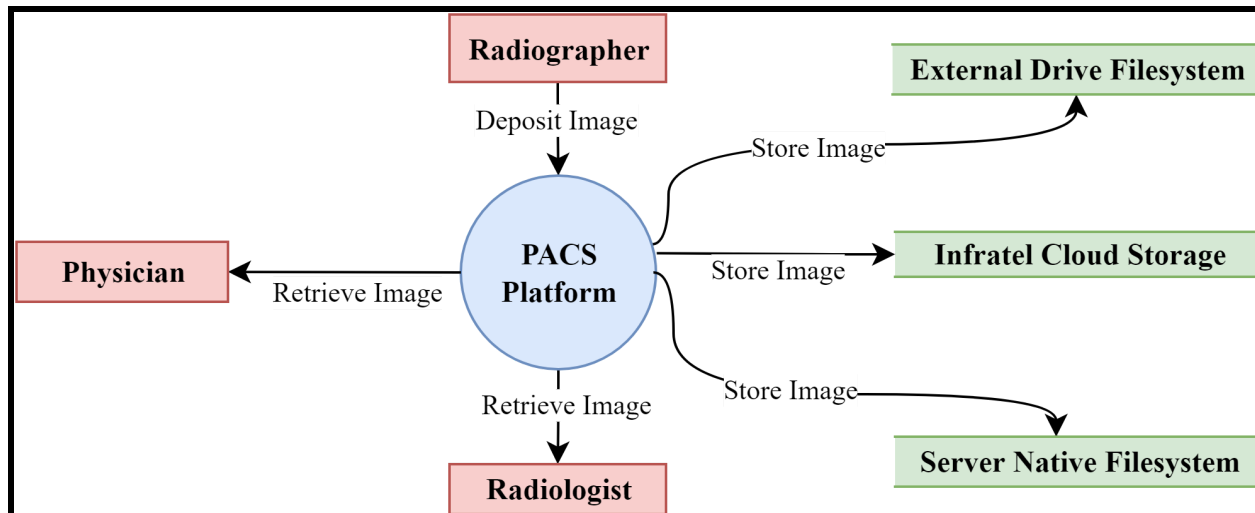 Radiographer
External Drive Filesystem
Deposit Image
Store Image
Physician
PACS
Platform
Infratel Cloud Storage
Store Image
Retrieve Image
Store Image
Retrieve Image
Server Native Filesystem
Radiologist